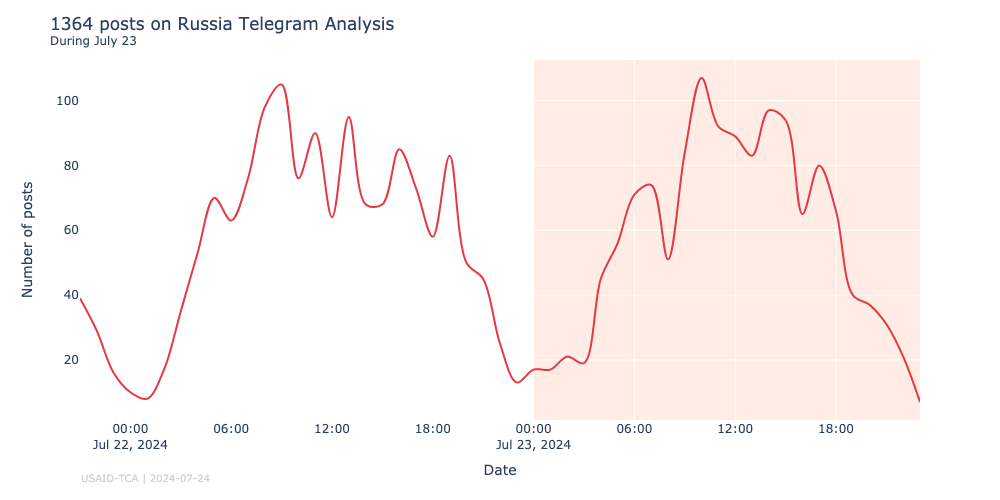 1364 posts on Russia Telegram Analysis
During July 23
Number of posts
100
80
60
40
20
00:00 06:00 12:00 18:00 00:00 06:00 12:00 18:00
Jul 22, 2024 Jul 23, 2024
Date
USAID-TCA | 2024-07-24